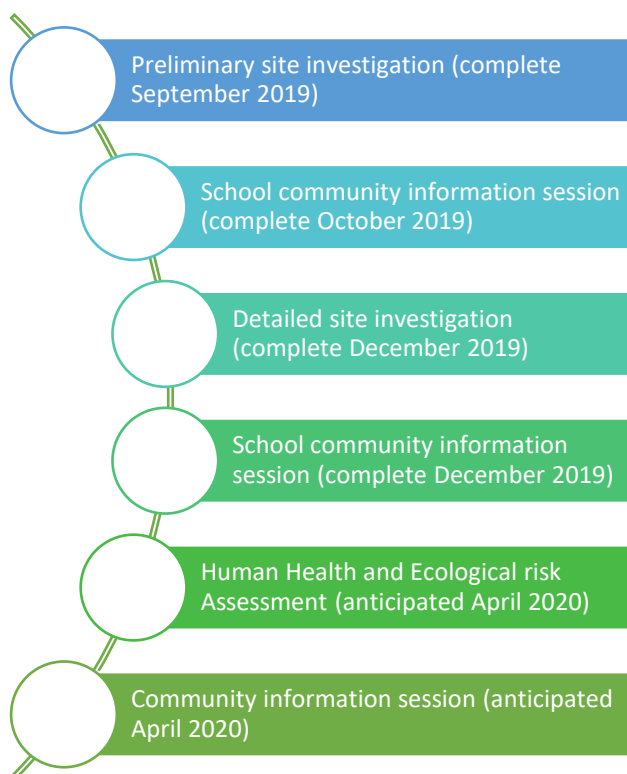 Preliminary site investigation (complete
September 2019)
School community information session
(complete October 2019)
Detailed site investigation
(complete December 2019)
School community information
session (complete December 2019)
Human Health and Ecological risk
Assessment (anticipated April 2020)
Community information session (anticipated
April 2020)